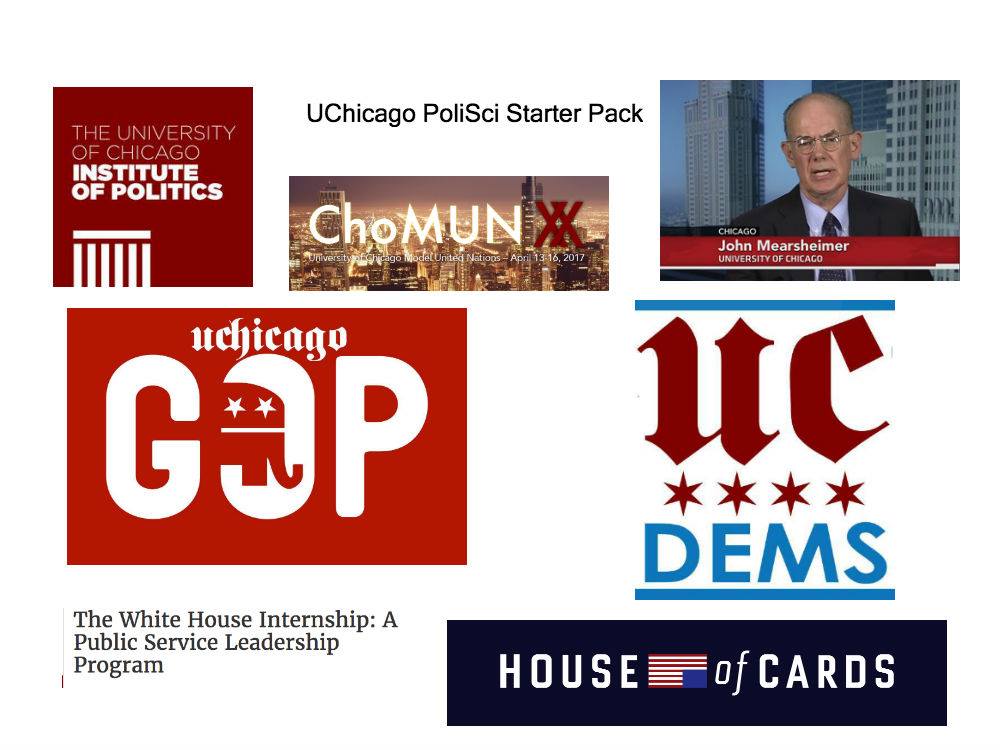 UChicago PoliSci Starter Pack
THE UNIVERSITY
OF CHICAGO
INSTITUTE
OF POLITICS
ChoMUN XX
University of Chicago Model United Nations – April 13-16, 2017
CHICAGO
John Mearsheimer
UNIVERSITY OF CHICAGO
uchicago
GOP
uc
DEMS
The White House Internship: A
Public Service Leadership
Program
HOUSE of CARDS